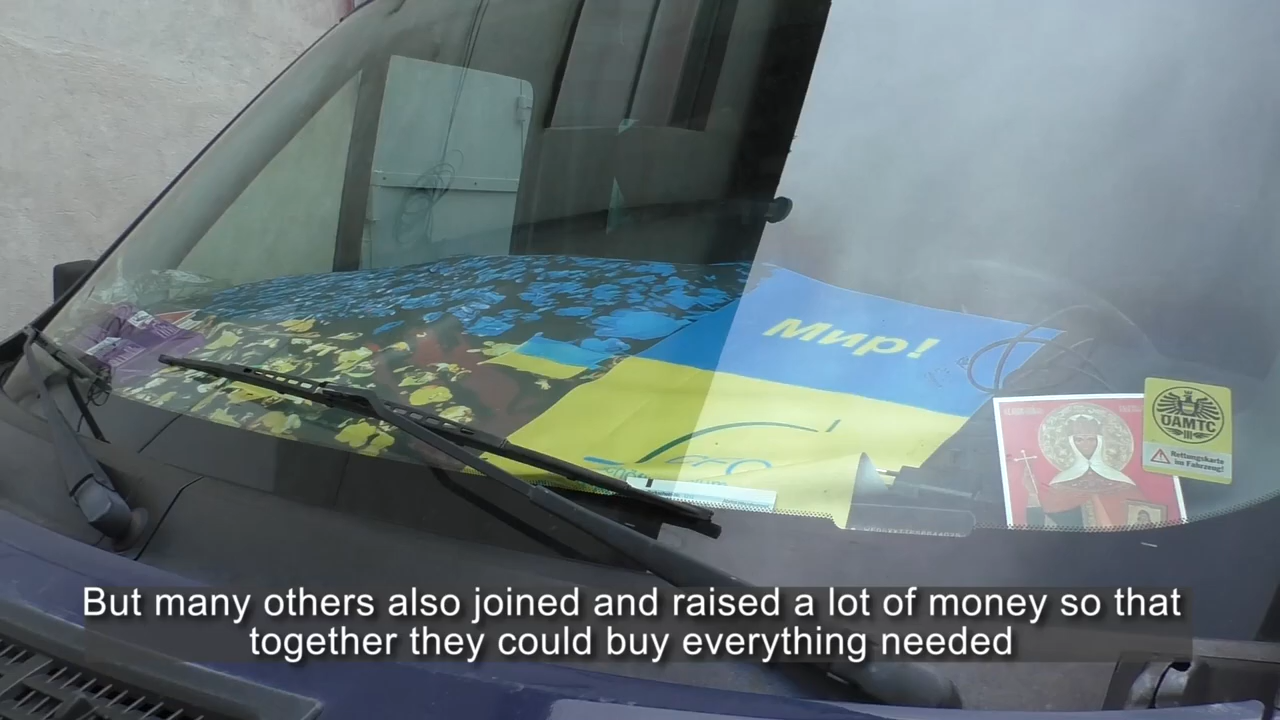 Мир!
ÖAMTC
Rettungskarte
im Fahrzeug!
But many others also joined and raised a lot of money so that
together they could buy everything needed